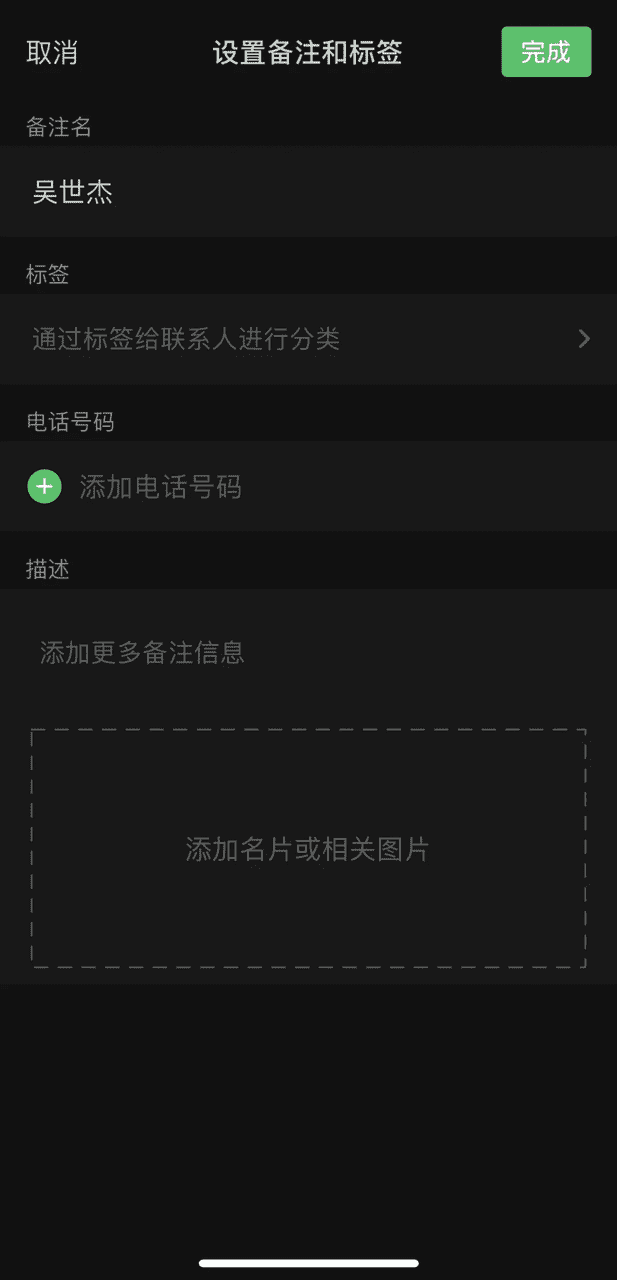 取消
设置备注和标签
完成
备注名
吴世杰
标签
通过标签给联系人进行分类
电话号码
添加电话号码
描述
添加更多备注信息
添加名片或相关图片